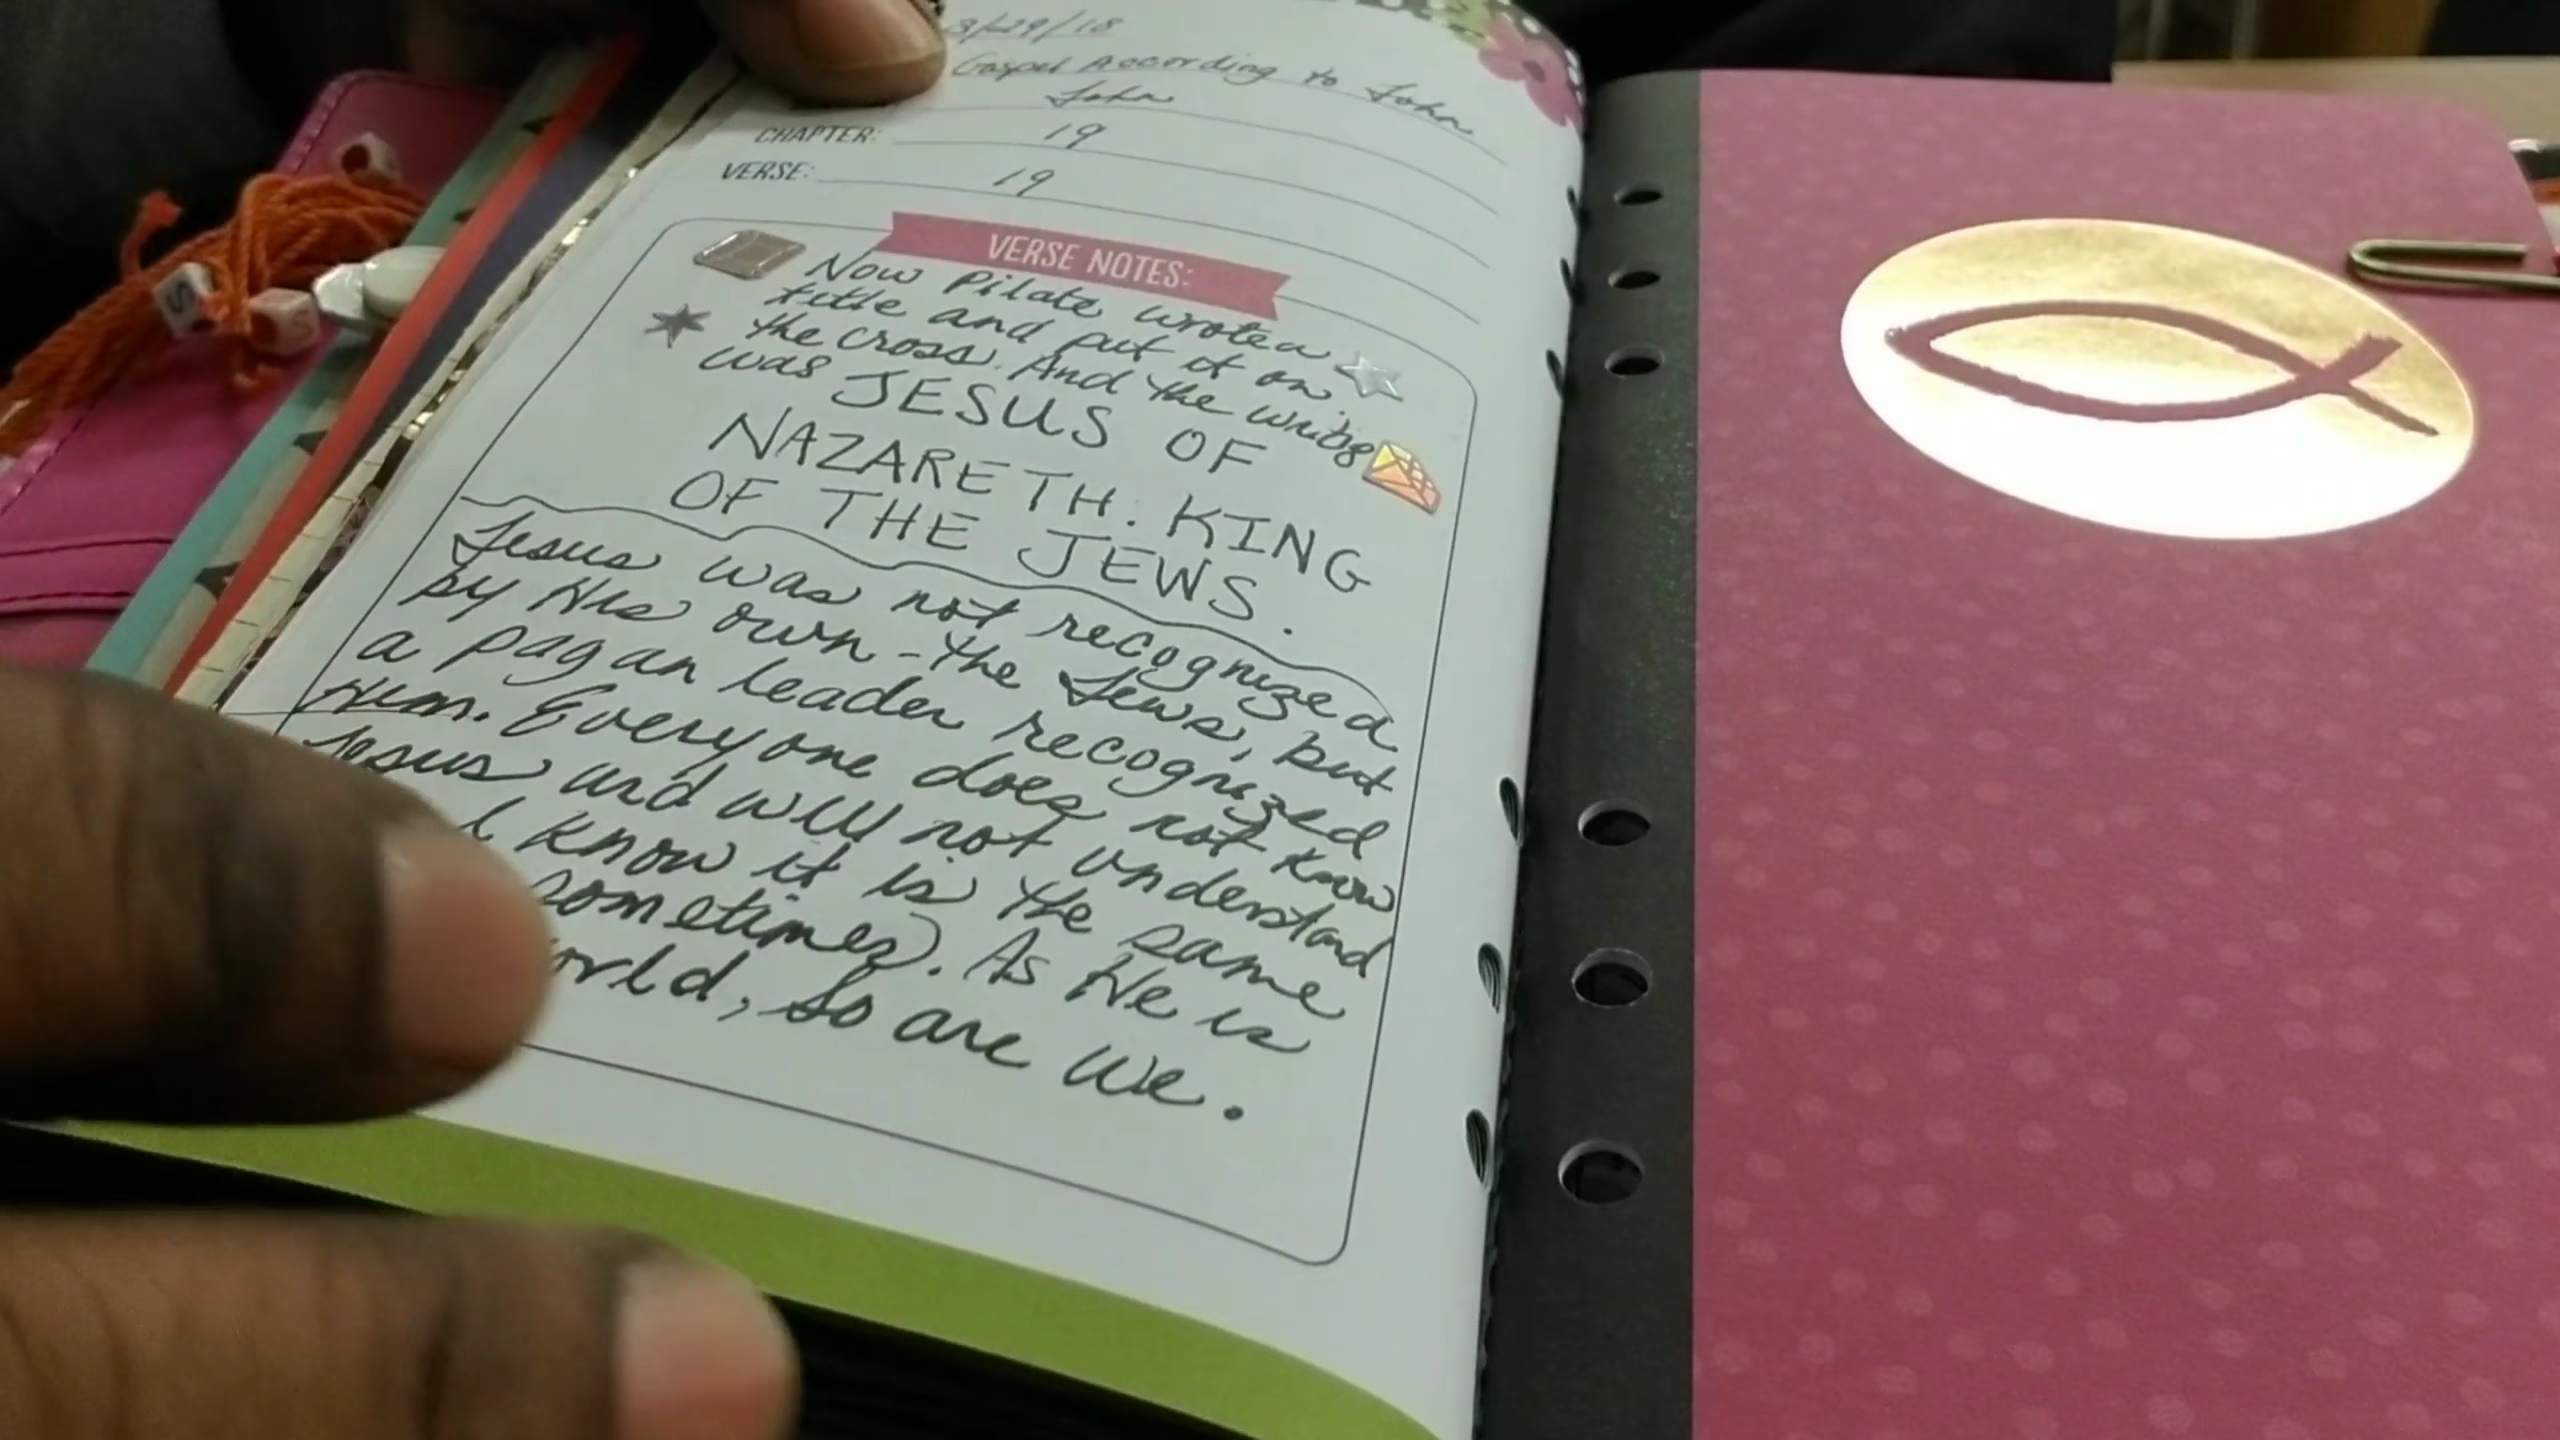 3/29/18
Gospel According to John
John
CHAPTER: 19
VERSE: 19
VERSE NOTES:
Now Pilate wrote a
title and put it on
the cross. And the writing
was JESUS OF
NAZARETH. KING
OF THE JEWS.
Jesus was not recognized
by His own - the Jews, but
a pagan leader recognized
Him. Everyone does not know
Jesus and will not understand
I know it is the same
sometimes). As He is
world, so are we.
S
S